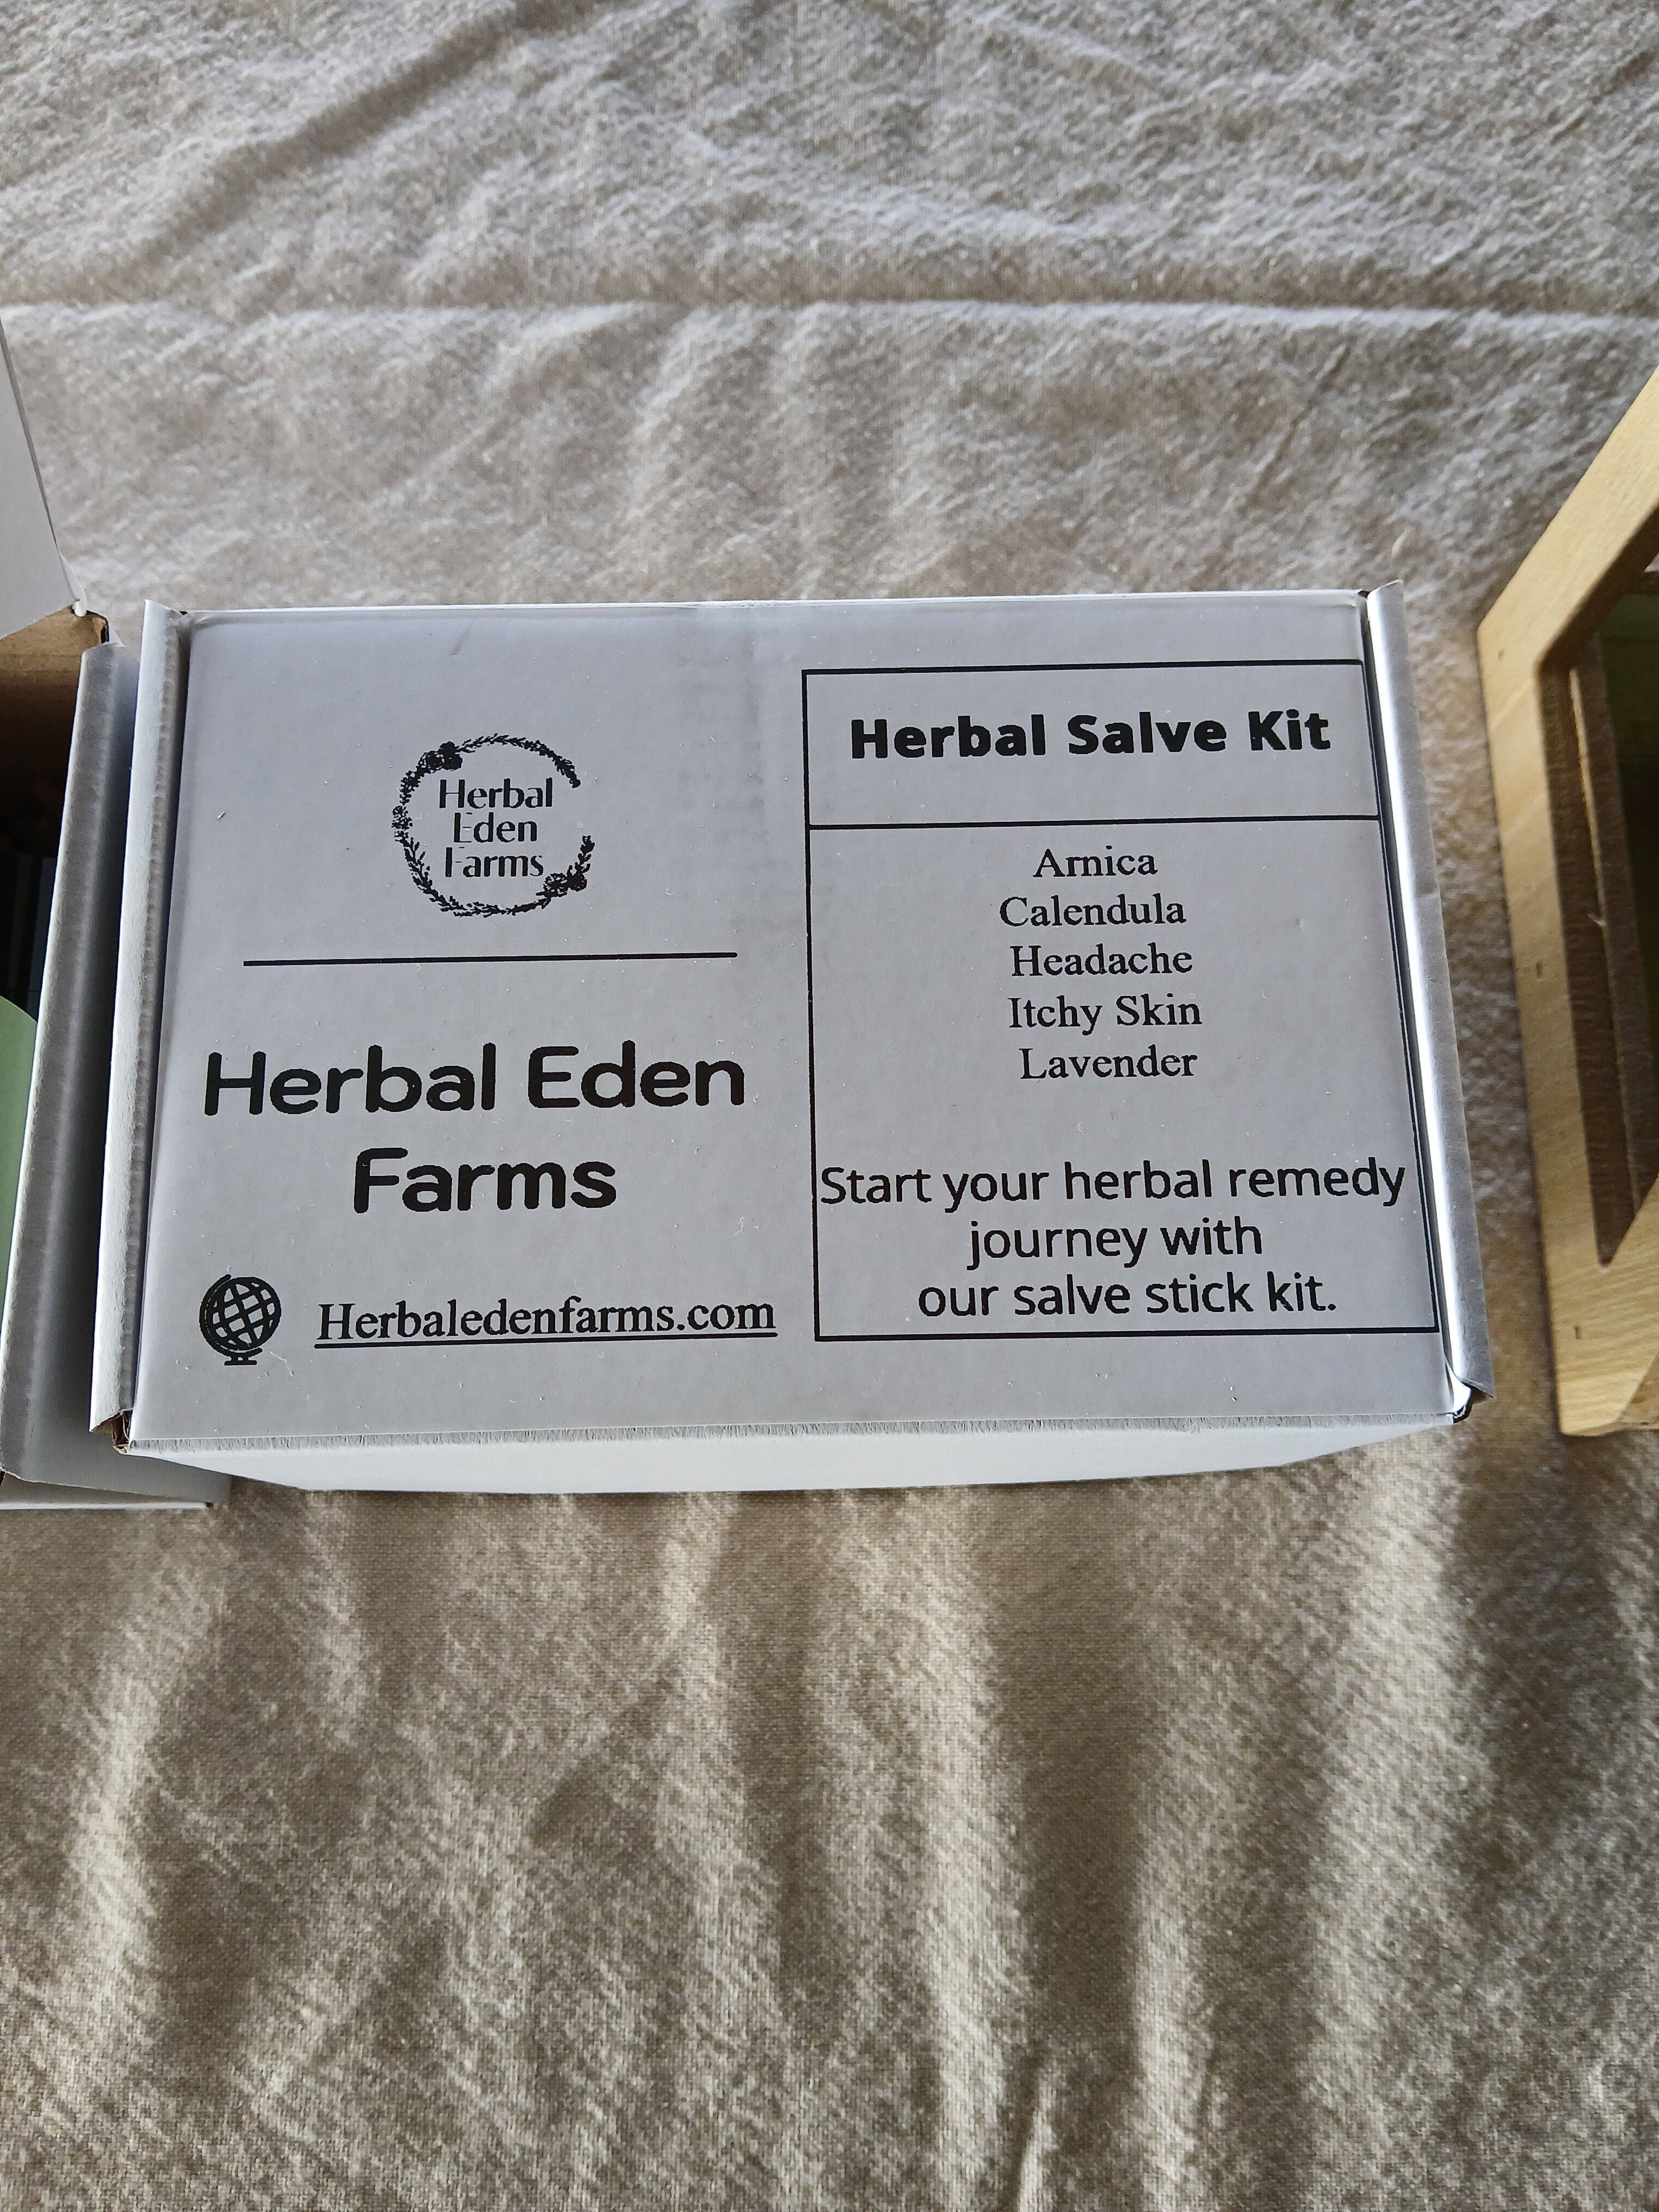 Herbal
Eden
Farms
Herbal Eden
Farms
Herbaledenfarms.com
Herbal Salve Kit
Arnica
Calendula
Headache
Itchy Skin
Lavender
Start your herbal remedy
journey with
our salve stick kit.